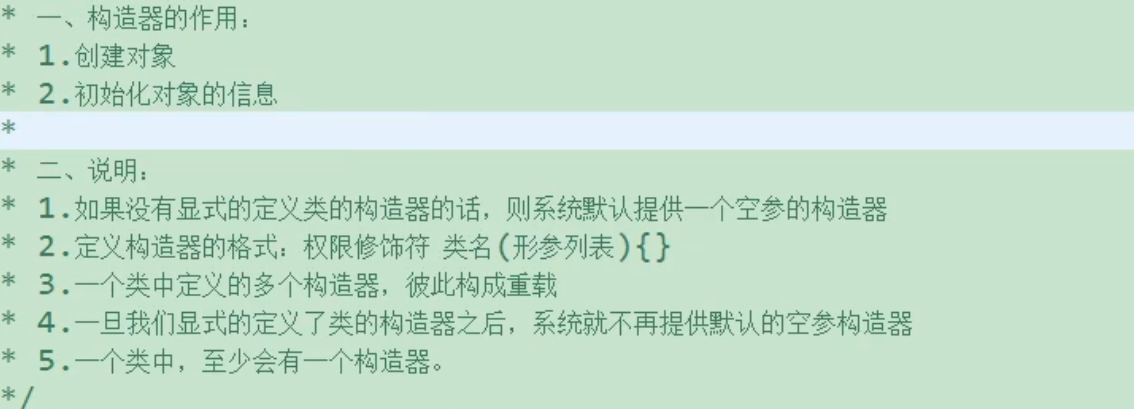 * 一、构造器的作用：
* 1.创建对象
* 2.初始化对象的信息
*
* 二、说明：
* 1.如果没有显式的定义类的构造器的话，则系统默认提供一个空参的构造器
* 2.定义构造器的格式：权限修饰符 类名(形参列表){}
* 3.一个类中定义的多个构造器，彼此构成重载
* 4.一旦我们显式的定义了类的构造器之后，系统就不再提供默认的空参构造器
* 5.一个类中，至少会有一个构造器。
*/